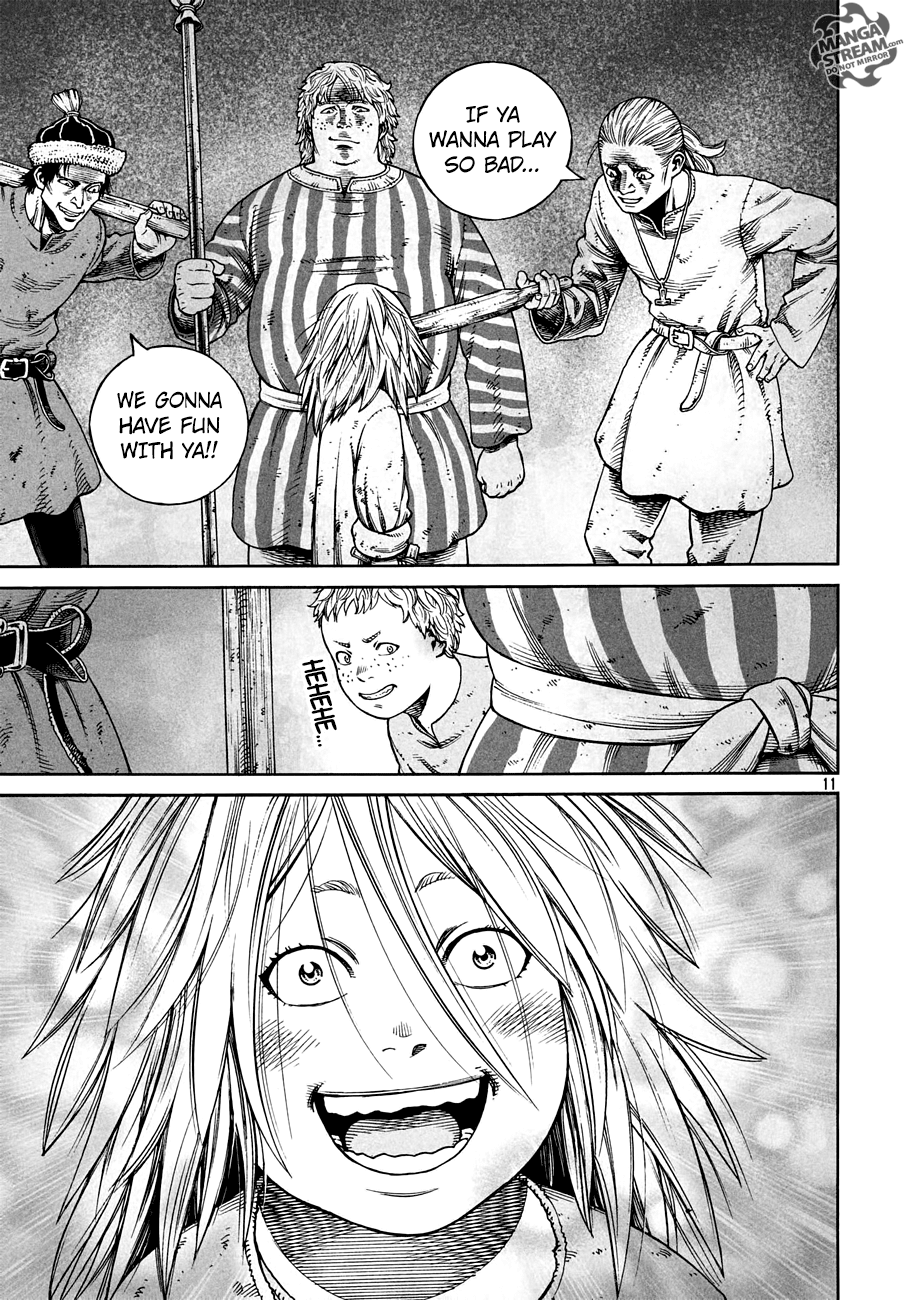 MANGA
STREAM.com
DO NOT MIRROR
IF YA
WANNA PLAY
SO BAD...
WE GONNA
HAVE FUN
WITH YA!!
HEHEHE...
11